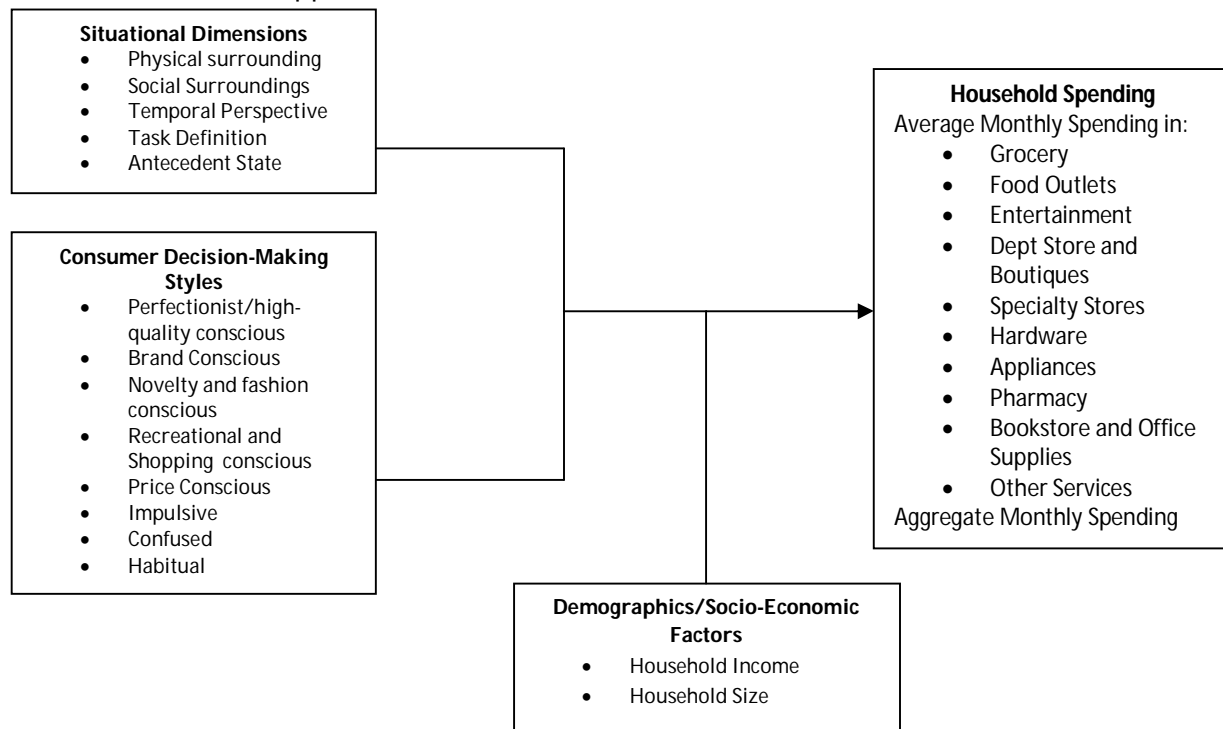 Situational Dimensions
• Physical surrounding
• Social Surroundings
• Temporal Perspective
• Task Definition
• Antecedent State
Consumer Decision-Making
Styles
• Perfectionist/high-
quality conscious
• Brand Conscious
• Novelty and fashion
conscious
• Recreational and
Shopping conscious
• Price Conscious
• Impulsive
• Confused
• Habitual
Household Spending
Average Monthly Spending in:
• Grocery
• Food Outlets
• Entertainment
• Dept Store and
Boutiques
• Specialty Stores
• Hardware
• Appliances
• Pharmacy
• Bookstore and Office
Supplies
• Other Services
Aggregate Monthly Spending
Demographics/Socio-Economic
Factors
• Household Income
• Household Size